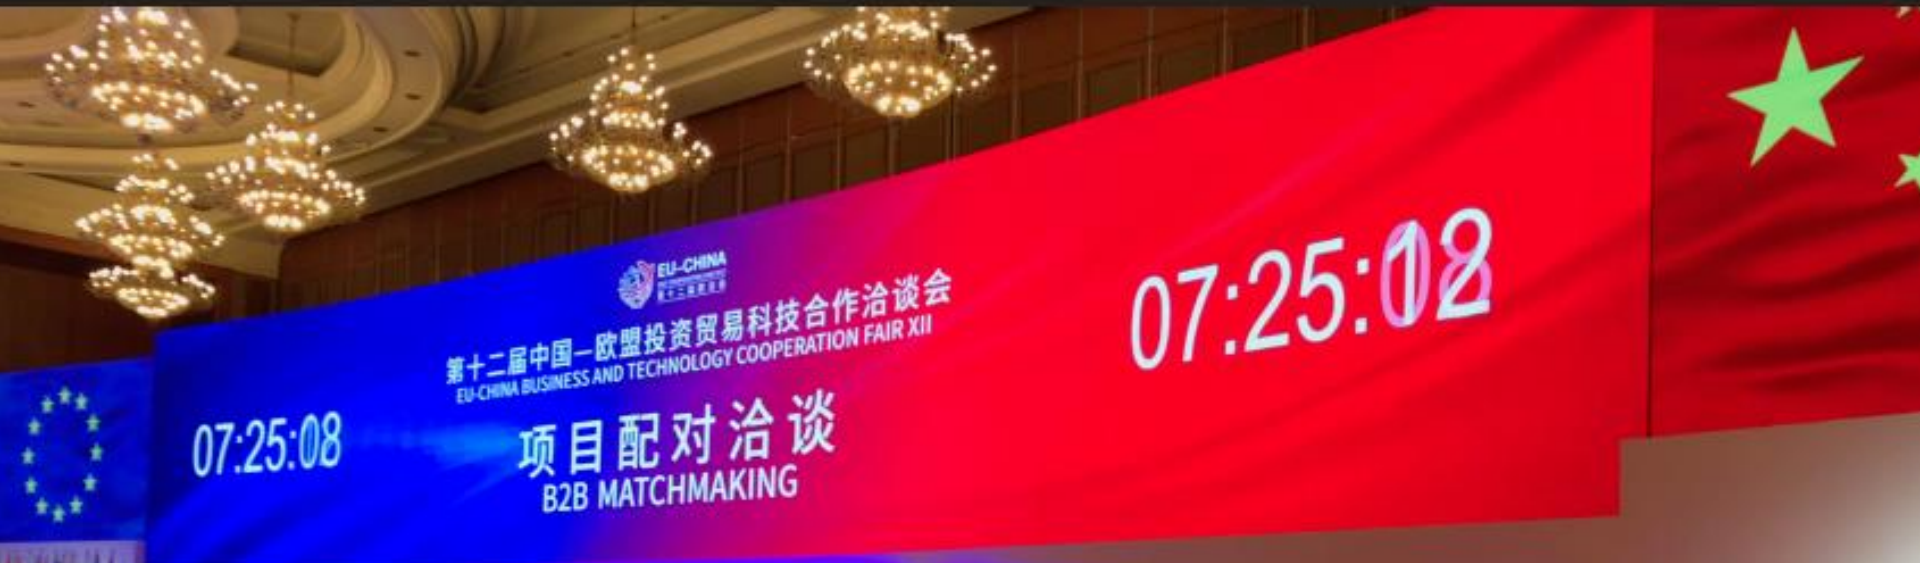 EU-CHINA
第十二届中国—欧盟投资贸易科技合作洽谈会
EU-CHINA BUSINESS AND TECHNOLOGY COOPERATION FAIR XII
07:25:08
项目配对洽谈
B2B MATCHMAKING
07:25: